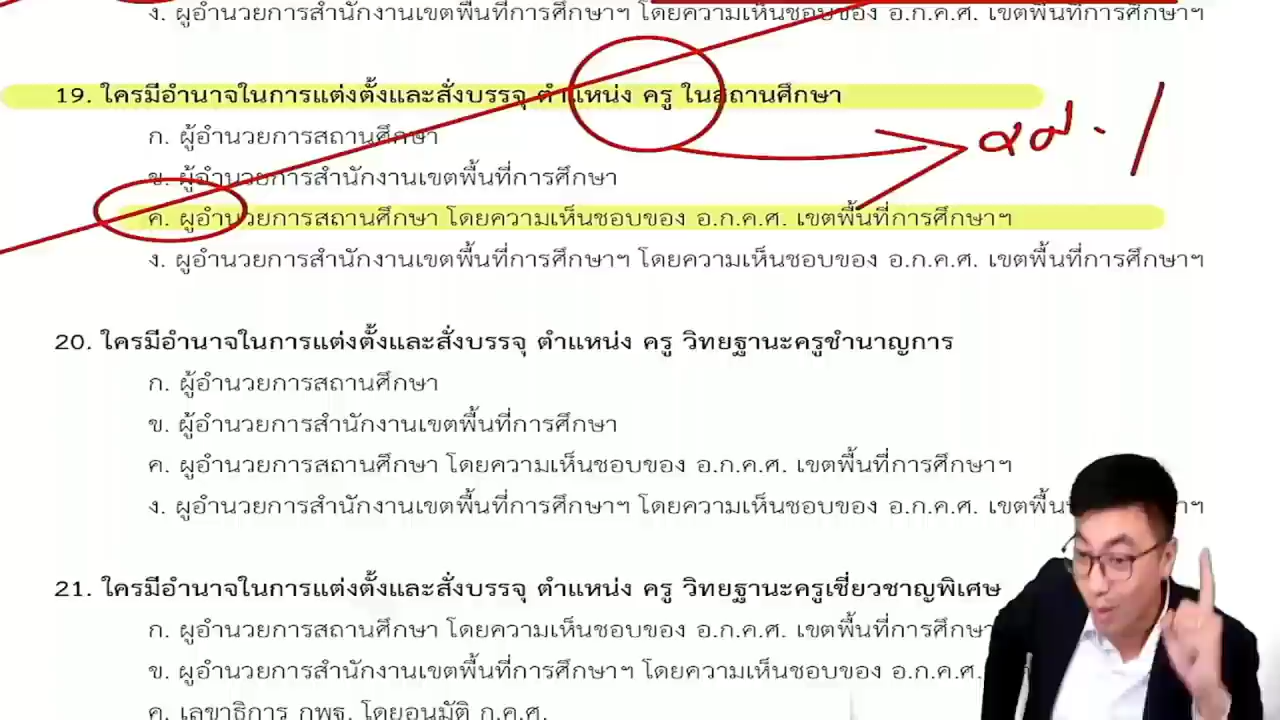 ง. ผู้อำนวยการสำนักงานเขตพื้นที่การศึกษาฯ โดยความเห็นชอบของ อ.ก.ค.ศ. เขตพื้นที่การศึกษาฯ
19. ใครมีอำนาจในการแต่งตั้งและสั่งบรรจุ ตำแหน่ง ครู ในสถานศึกษา
ก. ผู้อำนวยการสถานศึกษา
ข. ผู้อำนวยการสำนักงานเขตพื้นที่การศึกษา
ค. ผู้อำนวยการสถานศึกษา โดยความเห็นชอบของ อ.ก.ค.ศ. เขตพื้นที่การศึกษาฯ
ง. ผู้อำนวยการสำนักงานเขตพื้นที่การศึกษาฯ โดยความเห็นชอบของ อ.ก.ค.ศ. เขตพื้นที่การศึกษาฯ
20. ใครมีอำนาจในการแต่งตั้งและสั่งบรรจุ ตำแหน่ง ครู วิทยฐานะครูชำนาญการ
ก. ผู้อำนวยการสถานศึกษา
ข. ผู้อำนวยการสำนักงานเขตพื้นที่การศึกษา
ค. ผู้อำนวยการสถานศึกษา โดยความเห็นชอบของ อ.ก.ค.ศ. เขตพื้นที่การศึกษาฯ
ง. ผู้อำนวยการสำนักงานเขตพื้นที่การศึกษาฯ โดยความเห็นชอบของ อ.ก.ค.ศ.
21. ใครมีอำนาจในการแต่งตั้งและสั่งบรรจุ ตำแหน่ง ครู วิทยฐานะครูเชี่ยวชาญพิเศษ
ก. ผู้อำนวยการสถานศึกษา โดยความเห็นชอบของ อ.ก.ค.ศ. เขตพื้นที่การศึกษา
ข. ผู้อำนวยการสำนักงานเขตพื้นที่การศึกษาฯ โดยความเห็นชอบของ อ.ก.ค.ศ.
ค. เลขาธิการ กพฐ. โดยอนุมัติ ก.ค.ศ.